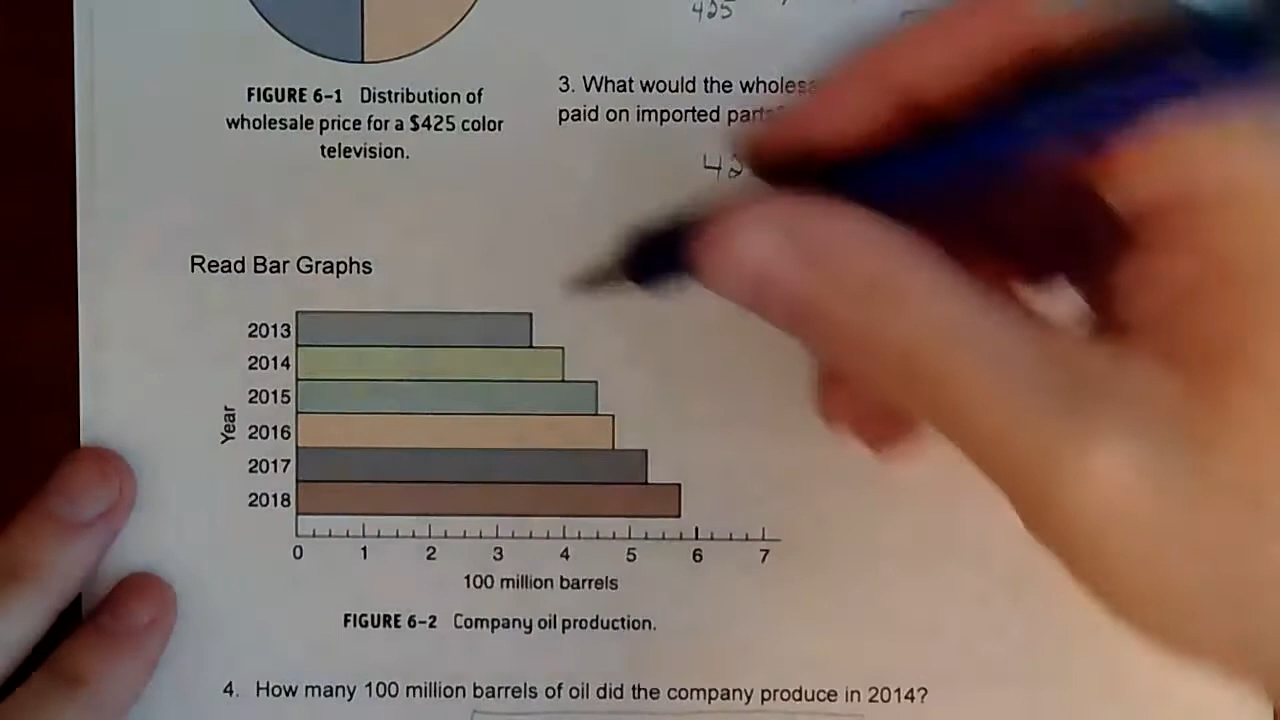 425
FIGURE 6-1 Distribution of
wholesale price for a $425 color
television.
3. What would the
paid on imported
Read Bar Graphs
Year
2013
2014
2015
2016
2017
2018
0 1 2 3 4 5 6 7
100 million barrels
FIGURE 6-2 Company oil production.
4. How many 100 million barrels of oil did the company produce in 2014?